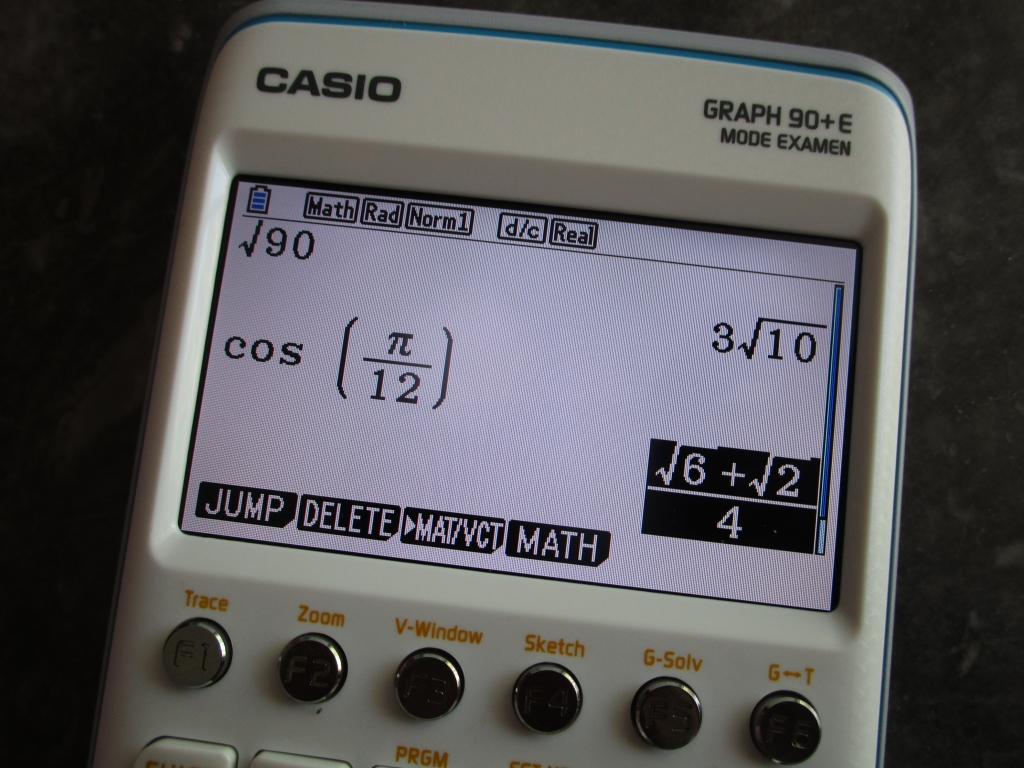 CASIO
GRAPH 90+E
MODE EXAMEN
Math Rad Norm1 d/c Real
√90
3√10
cos (π/12)
(√6+√2)/4
JUMP DELETE ▶MAT/VCT MATH
Trace Zoom V-Window Sketch G-Solv G↔T
F1 F2 F3 F4 F5 F6
PRGM